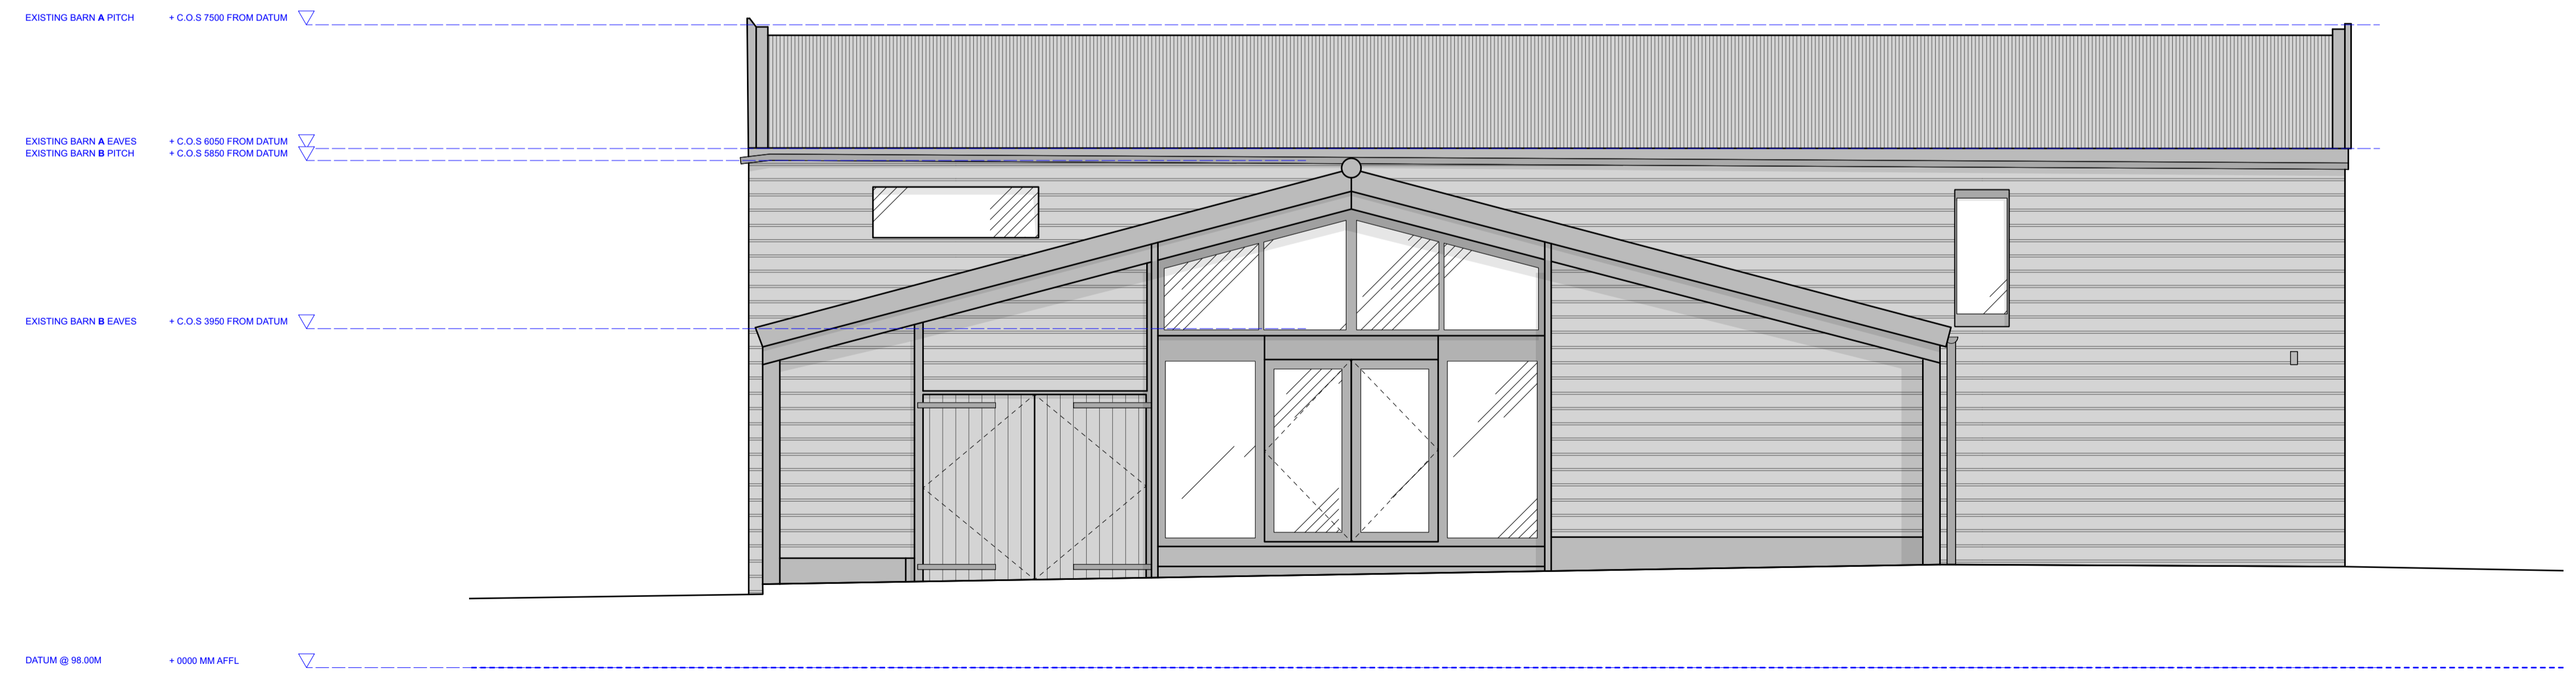 EXISTING BARN A PITCH + C.O.S 7500 FROM DATUM
EXISTING BARN A EAVES + C.O.S 6050 FROM DATUM
EXISTING BARN B PITCH + C.O.S 5850 FROM DATUM
EXISTING BARN B EAVES + C.O.S 3950 FROM DATUM
DATUM @ 98.00M + 0000 MM AFFL